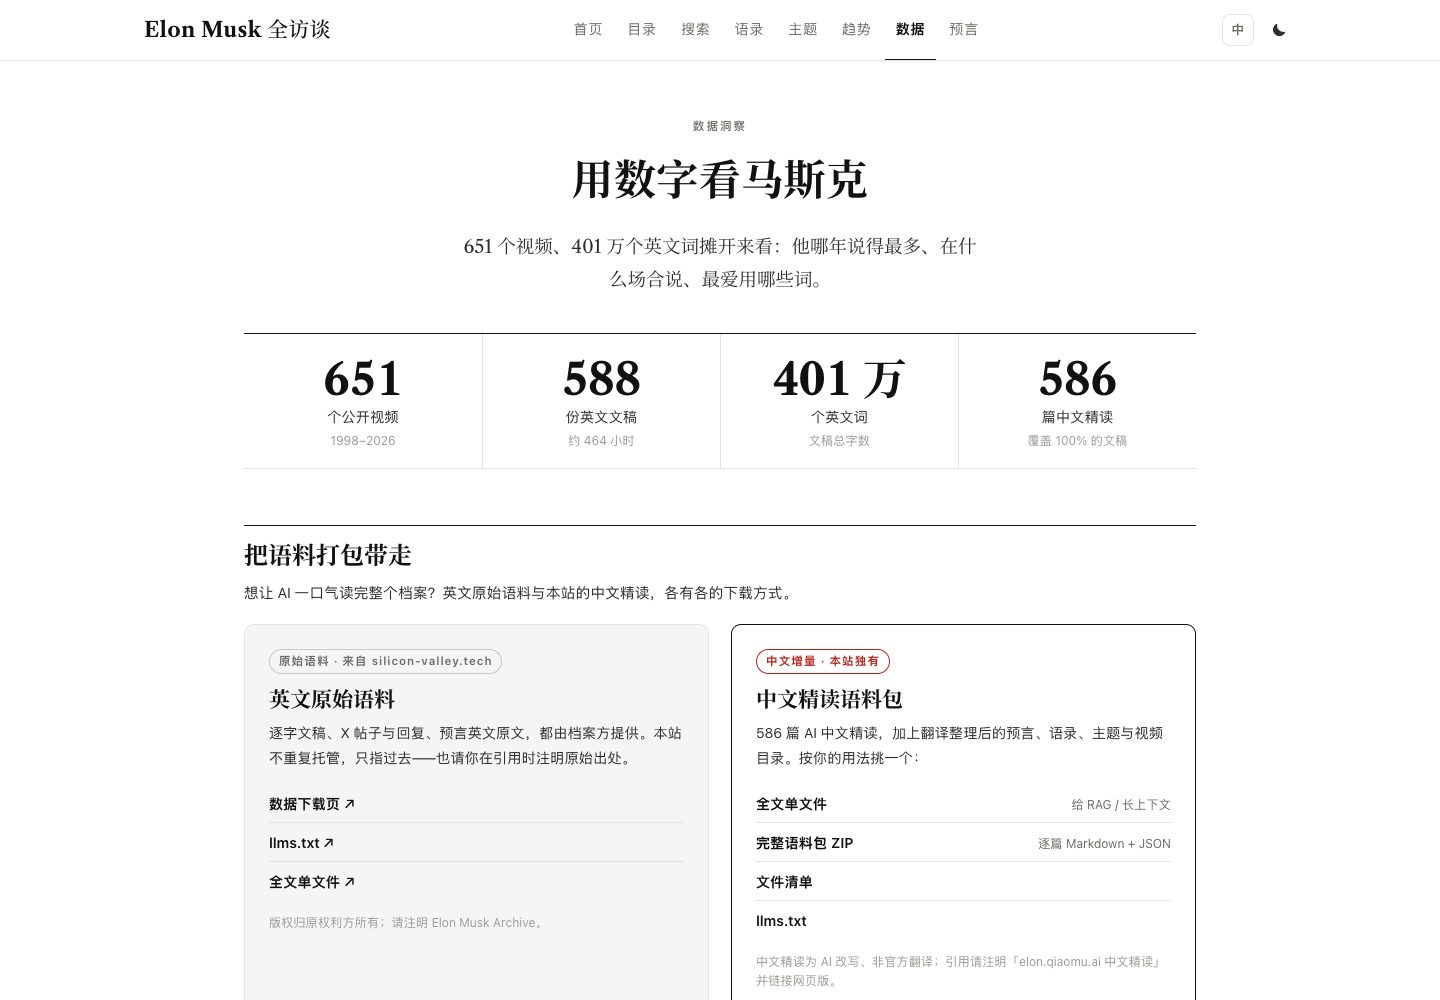 Elon Musk 全访谈
首页 目录 搜索 语录 主题 趋势 数据 预言
中
数据洞察
用数字看马斯克
651 个视频、401 万个英文词摊开来看：他哪年说得最多、在什
么场合说、最爱用哪些词。
651
个公开视频
1998–2026
588
份英文文稿
约 464 小时
401 万
个英文词
文稿总字数
586
篇中文精读
覆盖 100% 的文稿
把语料打包带走
想让 AI 一口气读完整个档案？英文原始语料与本站的中文精读，各有各的下载方式。
原始语料 · 来自 silicon-valley.tech
英文原始语料
逐字文稿、X 帖子与回复、预言英文原文，都由档案方提供。本站
不重复托管，只指过去——也请你在引用时注明原始出处。
数据下载页 ↗
llms.txt ↗
全文单文件 ↗
版权归原权利方所有；请注明 Elon Musk Archive。
中文增量 · 本站独有
中文精读语料包
586 篇 AI 中文精读，加上翻译整理后的预言、语录、主题与视频
目录。按你的用法挑一个：
全文单文件 给 RAG / 长上下文
完整语料包 ZIP 逐篇 Markdown + JSON
文件清单
llms.txt
中文精读为 AI 改写、非官方翻译；引用请注明「elon.qiaomu.ai 中文精读」
并链接网页版。